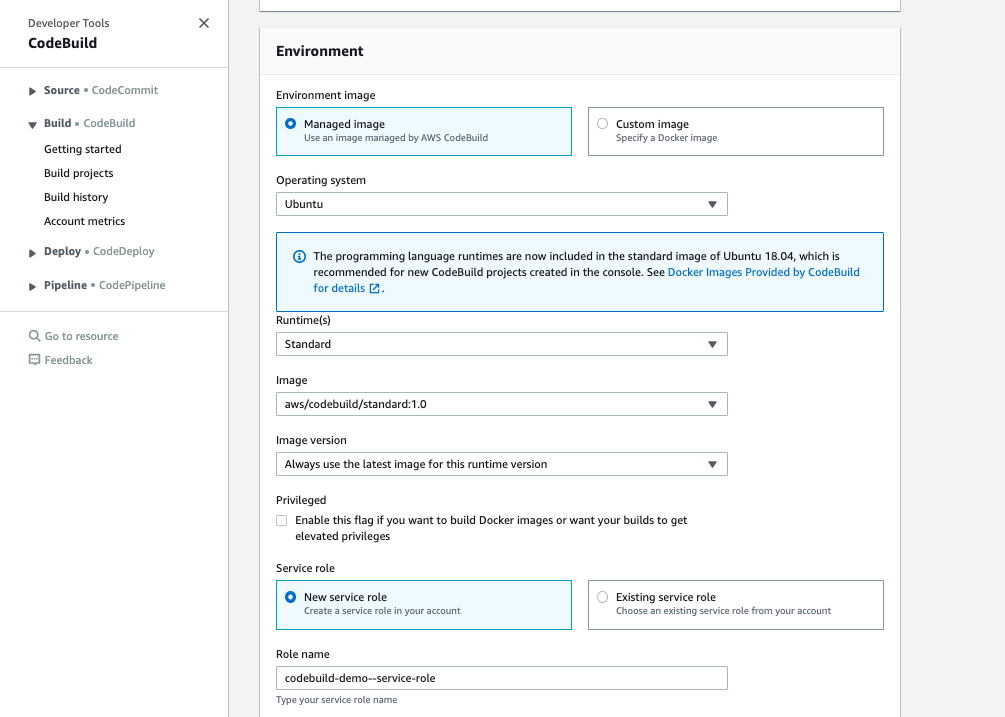 Developer Tools
CodeBuild
Source • CodeCommit
Build • CodeBuild
Getting started
Build projects
Build history
Account metrics
Deploy • CodeDeploy
Pipeline • CodePipeline
Go to resource
Feedback
Environment
Environment image
Managed image
Use an image managed by AWS CodeBuild
Custom image
Specify a Docker image
Operating system
Ubuntu
The programming language runtimes are now included in the standard image of Ubuntu 18.04, which is
recommended for new CodeBuild projects created in the console. See Docker Images Provided by CodeBuild
for details .
Runtime(s)
Standard
Image
aws/codebuild/standard:1.0
Image version
Always use the latest image for this runtime version
Privileged
Enable this flag if you want to build Docker images or want your builds to get
elevated privileges
Service role
New service role
Create a service role in your account
Existing service role
Choose an existing service role from your account
Role name
codebuild-demo--service-role
Type your service role name